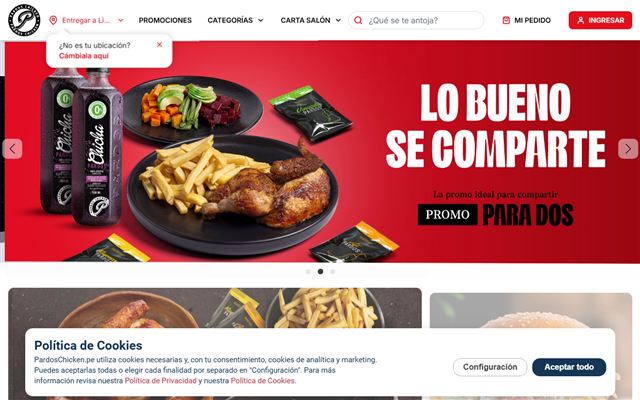 Entregar a Li...
PROMOCIONES
CATEGORÍAS
CARTA SALÓN
¿Qué se te antoja?
MI PEDIDO
INGRESAR
¿No es tu ubicación?
Cámbiala aquí
Chicha
PARDOS
Chicha
PARDOS
LO BUENO
SE COMPARTE
La promo ideal para compartir
PROMO PARA DOS
Política de Cookies
PardosChicken.pe utiliza cookies necesarias y, con tu consentimiento, cookies de analítica y marketing.
Puedes aceptarlas todas o elegir cada finalidad por separado en "Configuración". Para más
información revisa nuestra Política de Privacidad y nuestra Política de Cookies.
Configuración
Aceptar todo